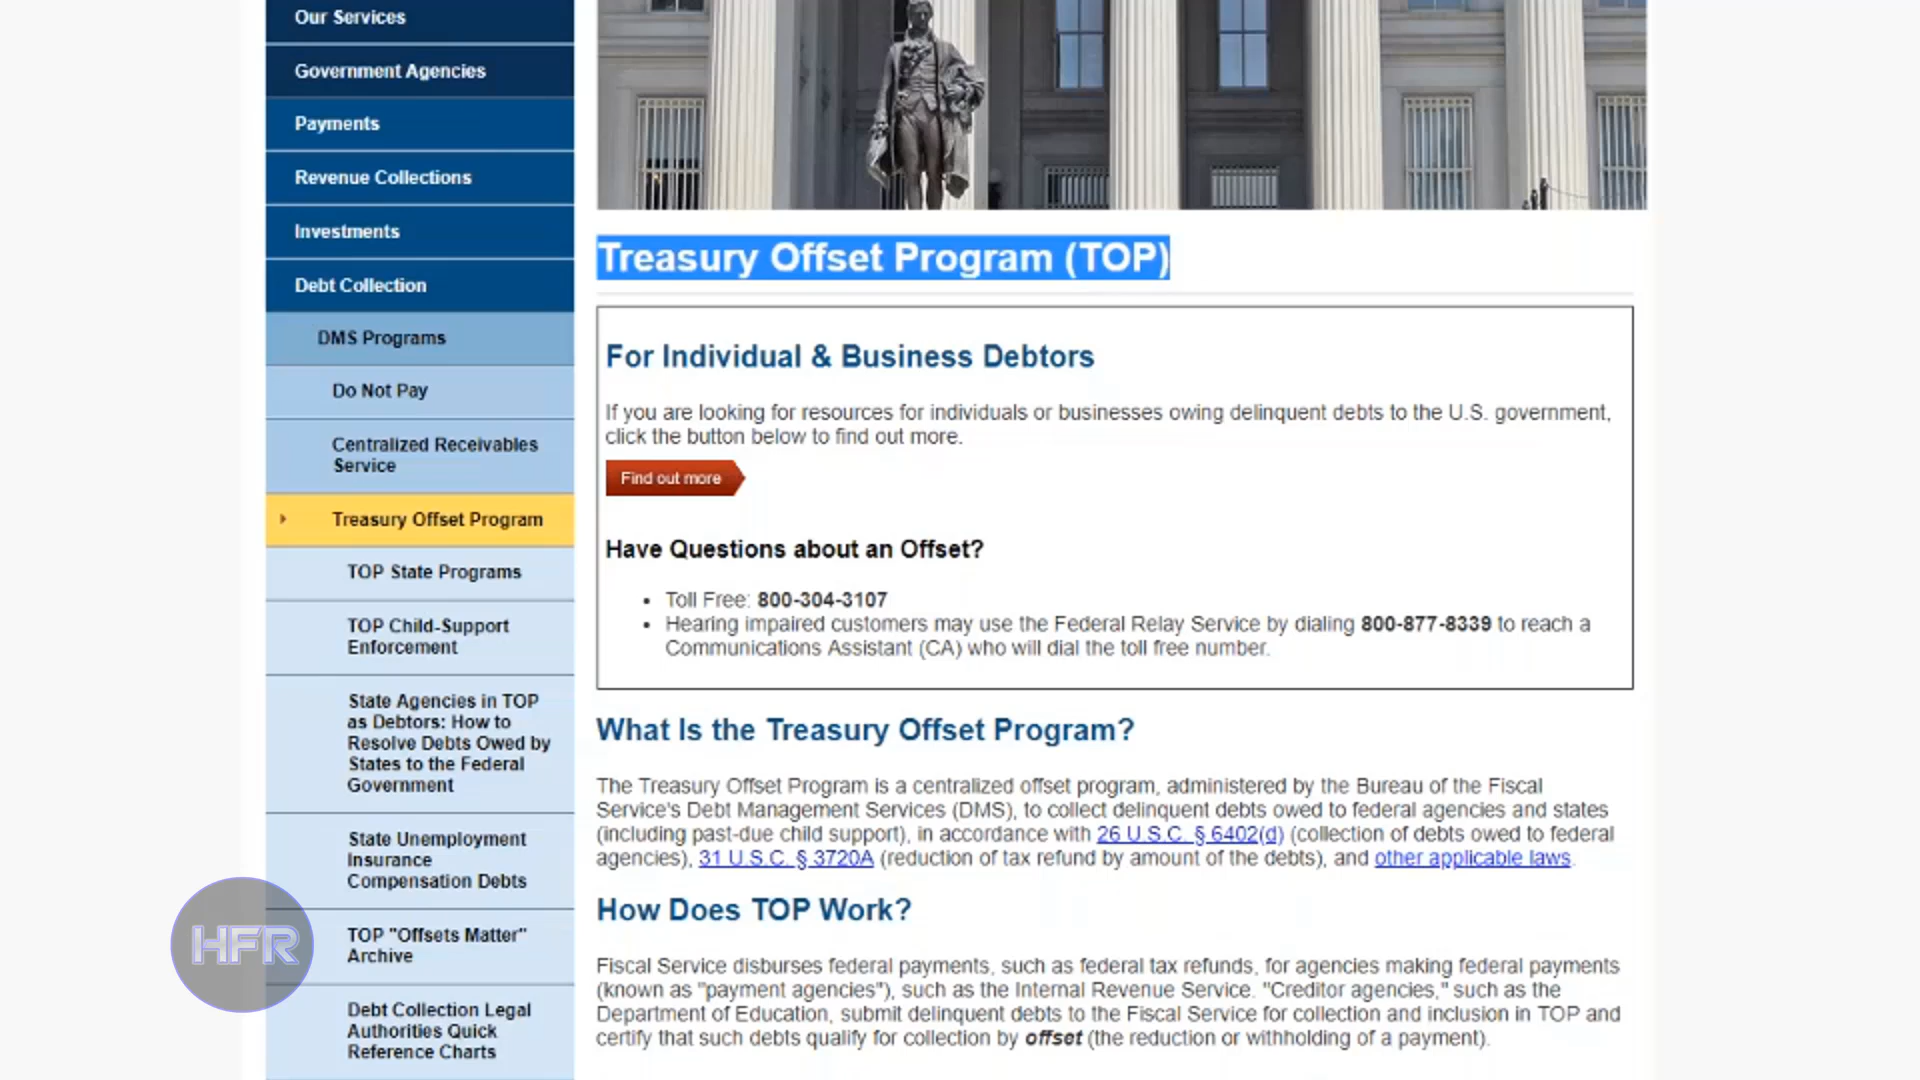 Our Services
Government Agencies
Payments
Revenue Collections
Investments
Debt Collection
DMS Programs
Do Not Pay
Centralized Receivables
Service
Treasury Offset Program
TOP State Programs
TOP Child-Support
Enforcement
State Agencies in TOP
as Debtors: How to
Resolve Debts Owed by
States to the Federal
Government
State Unemployment
Insurance
Compensation Debts
TOP "Offsets Matter"
Archive
Debt Collection Legal
Authorities Quick
Reference Charts
HFR
Treasury Offset Program (TOP)
For Individual & Business Debtors
If you are looking for resources for individuals or businesses owing delinquent debts to the U.S. government,
click the button below to find out more.
Find out more
Have Questions about an Offset?
• Toll Free: 800-304-3107
• Hearing impaired customers may use the Federal Relay Service by dialing 800-877-8339 to reach a
Communications Assistant (CA) who will dial the toll free number.
What Is the Treasury Offset Program?
The Treasury Offset Program is a centralized offset program, administered by the Bureau of the Fiscal
Service's Debt Management Services (DMS), to collect delinquent debts owed to federal agencies and states
(including past-due child support), in accordance with 26 U.S.C. § 6402(d) (collection of debts owed to federal
agencies), 31 U.S.C. § 3720A (reduction of tax refund by amount of the debts), and other applicable laws.
How Does TOP Work?
Fiscal Service disburses federal payments, such as federal tax refunds, for agencies making federal payments
(known as "payment agencies"), such as the Internal Revenue Service. "Creditor agencies," such as the
Department of Education, submit delinquent debts to the Fiscal Service for collection and inclusion in TOP and
certify that such debts qualify for collection by offset (the reduction or withholding of a payment).